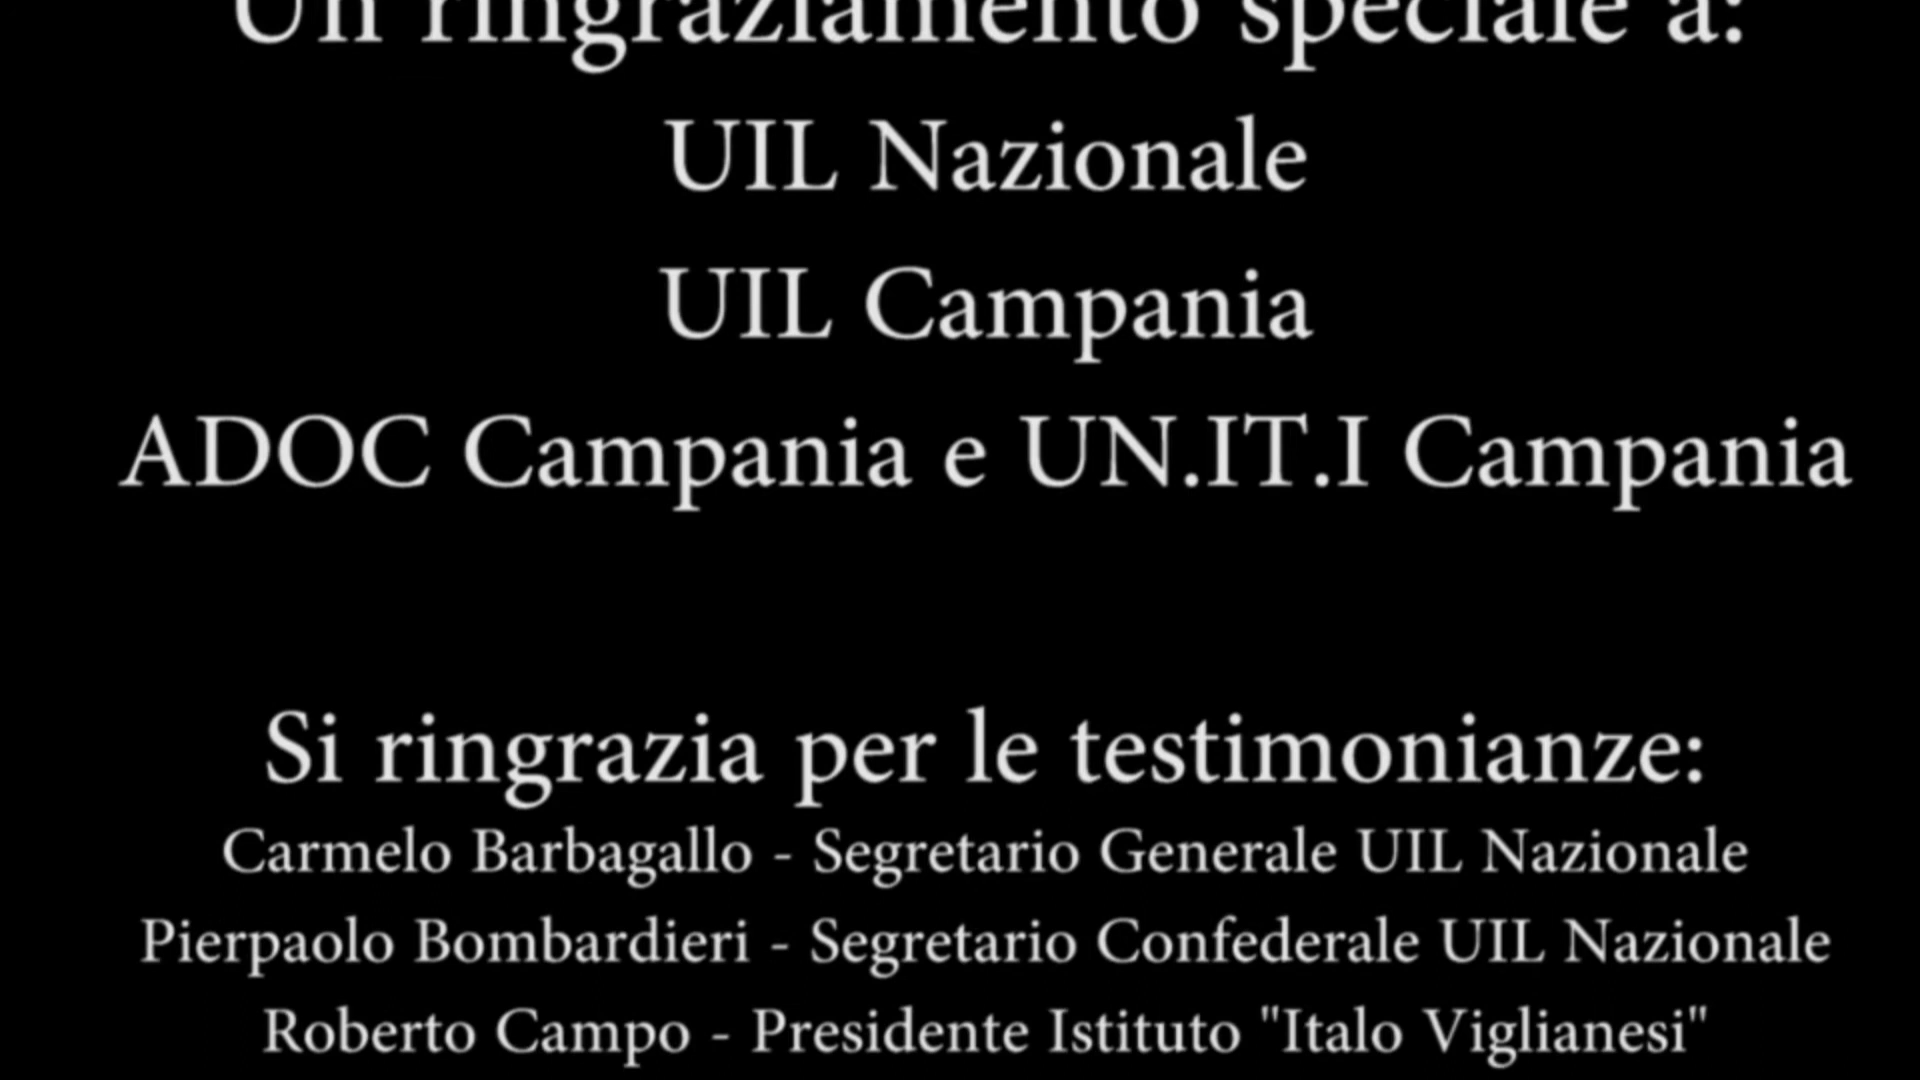 Un ringraziamento speciale a:
UIL Nazionale
UIL Campania
ADOC Campania e UN.IT.I Campania
Si ringrazia per le testimonianze:
Carmelo Barbagallo - Segretario Generale UIL Nazionale
Pierpaolo Bombardieri - Segretario Confederale UIL Nazionale
Roberto Campo - Presidente Istituto "Italo Viglianesi"